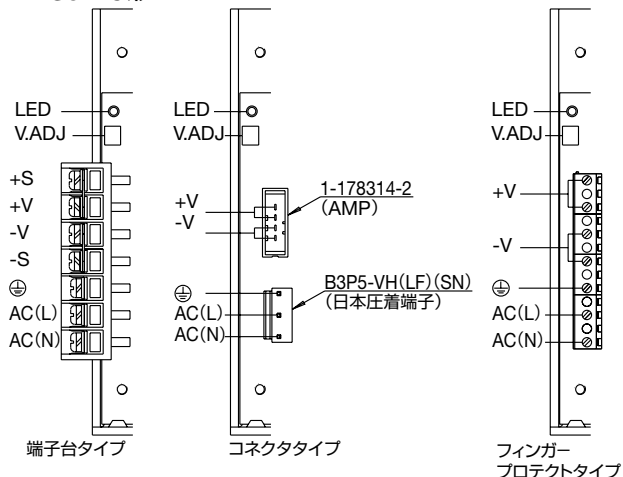 LED
V.ADJ
+S
+V
-V
-S
AC(L)
AC(N)
端子台タイプ
LED
V.ADJ
+V
-V
1-178314-2
(AMP)
B3P5-VH(LF)(SN)
(日本圧着端子)
AC(L)
AC(N)
コネクタタイプ
LED
V.ADJ
+V
-V
AC(L)
AC(N)
フィンガー
プロテクトタイプ